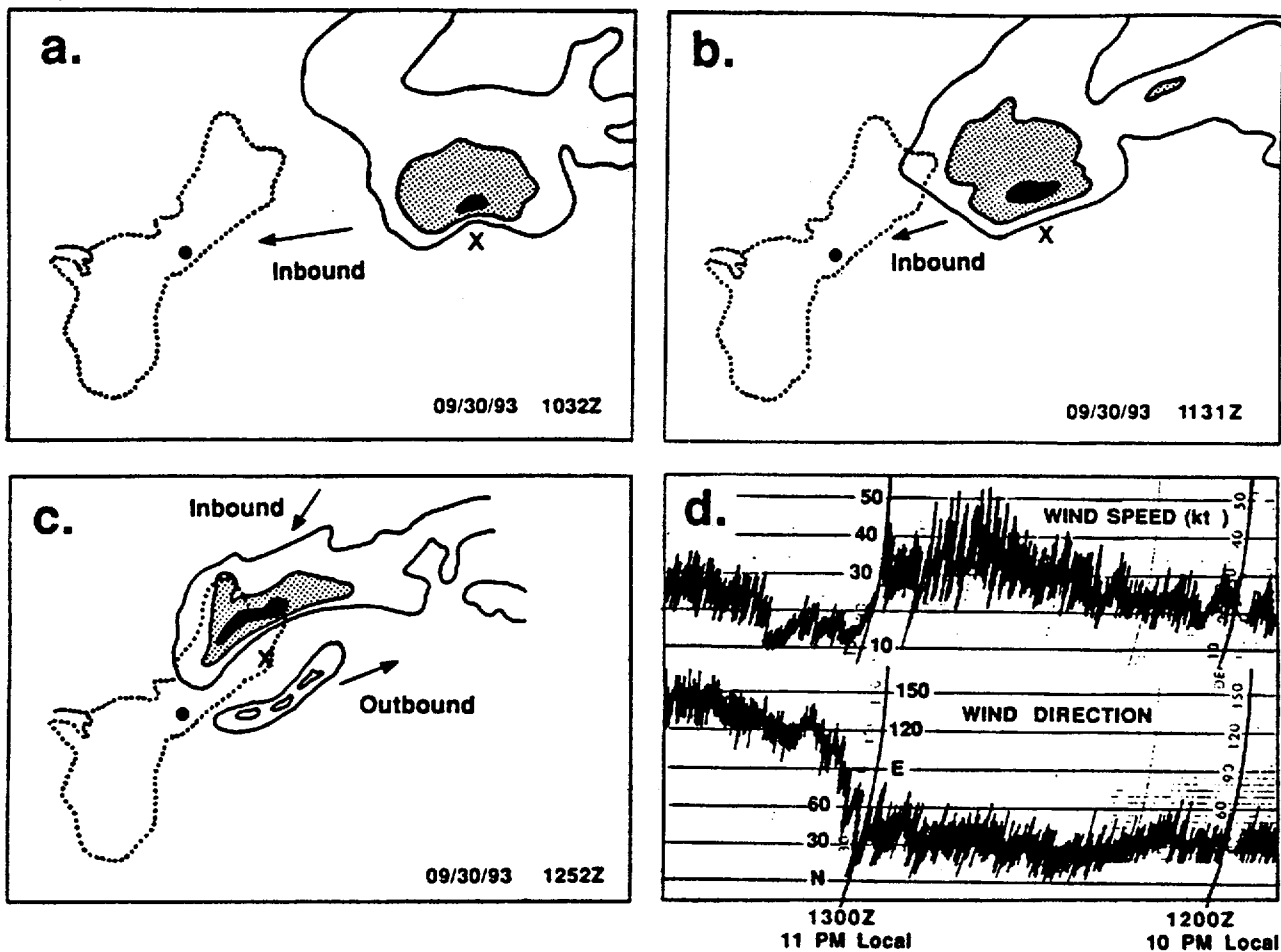 a.
X
Inbound
09/30/93 1032Z
b.
X
Inbound
09/30/93 1131Z
c.
Inbound
X
Outbound
09/30/93 1252Z
d.
50
WIND SPEED (kt )
50
40
40
30
10
10
150
150
WIND DIRECTION
120
120
E
90
60
60
30
N
1300Z
1200Z
11 PM Local
10 PM Local